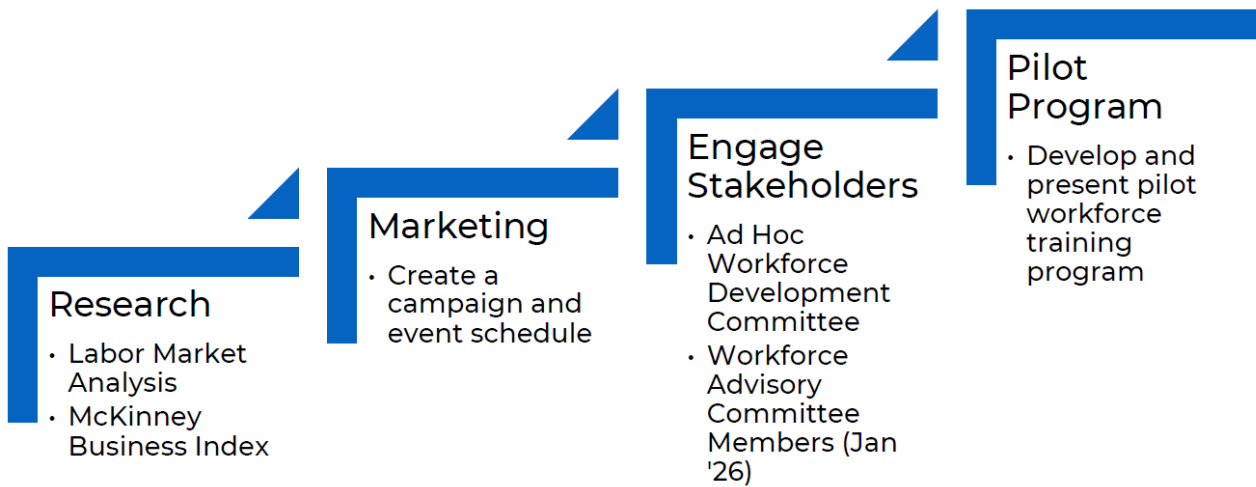 Research
• Labor Market
Analysis
• McKinney
Business Index
Marketing
• Create a
campaign and
event schedule
Engage
Stakeholders
• Ad Hoc
Workforce
Development
Committee
• Workforce
Advisory
Committee
Members (Jan
'26)
Pilot
Program
• Develop and
present pilot
workforce
training
program